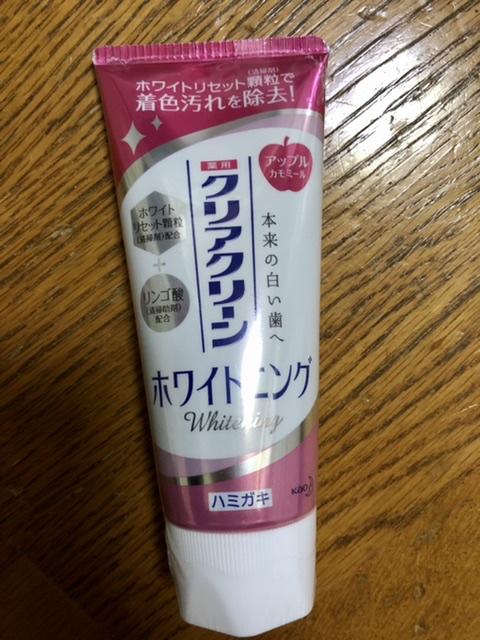 ホワイトリセット顆粒で
(清掃剤)
着色汚れを除去!
アップル
カモミール
薬用
クリアクリーン
本来の白い歯へ
ホワイト
リセット顆粒
(清掃剤)配合
+
リンゴ酸
(清掃助剤)
配合
ホワイトニング
Whitening
ハミガキ
Kao